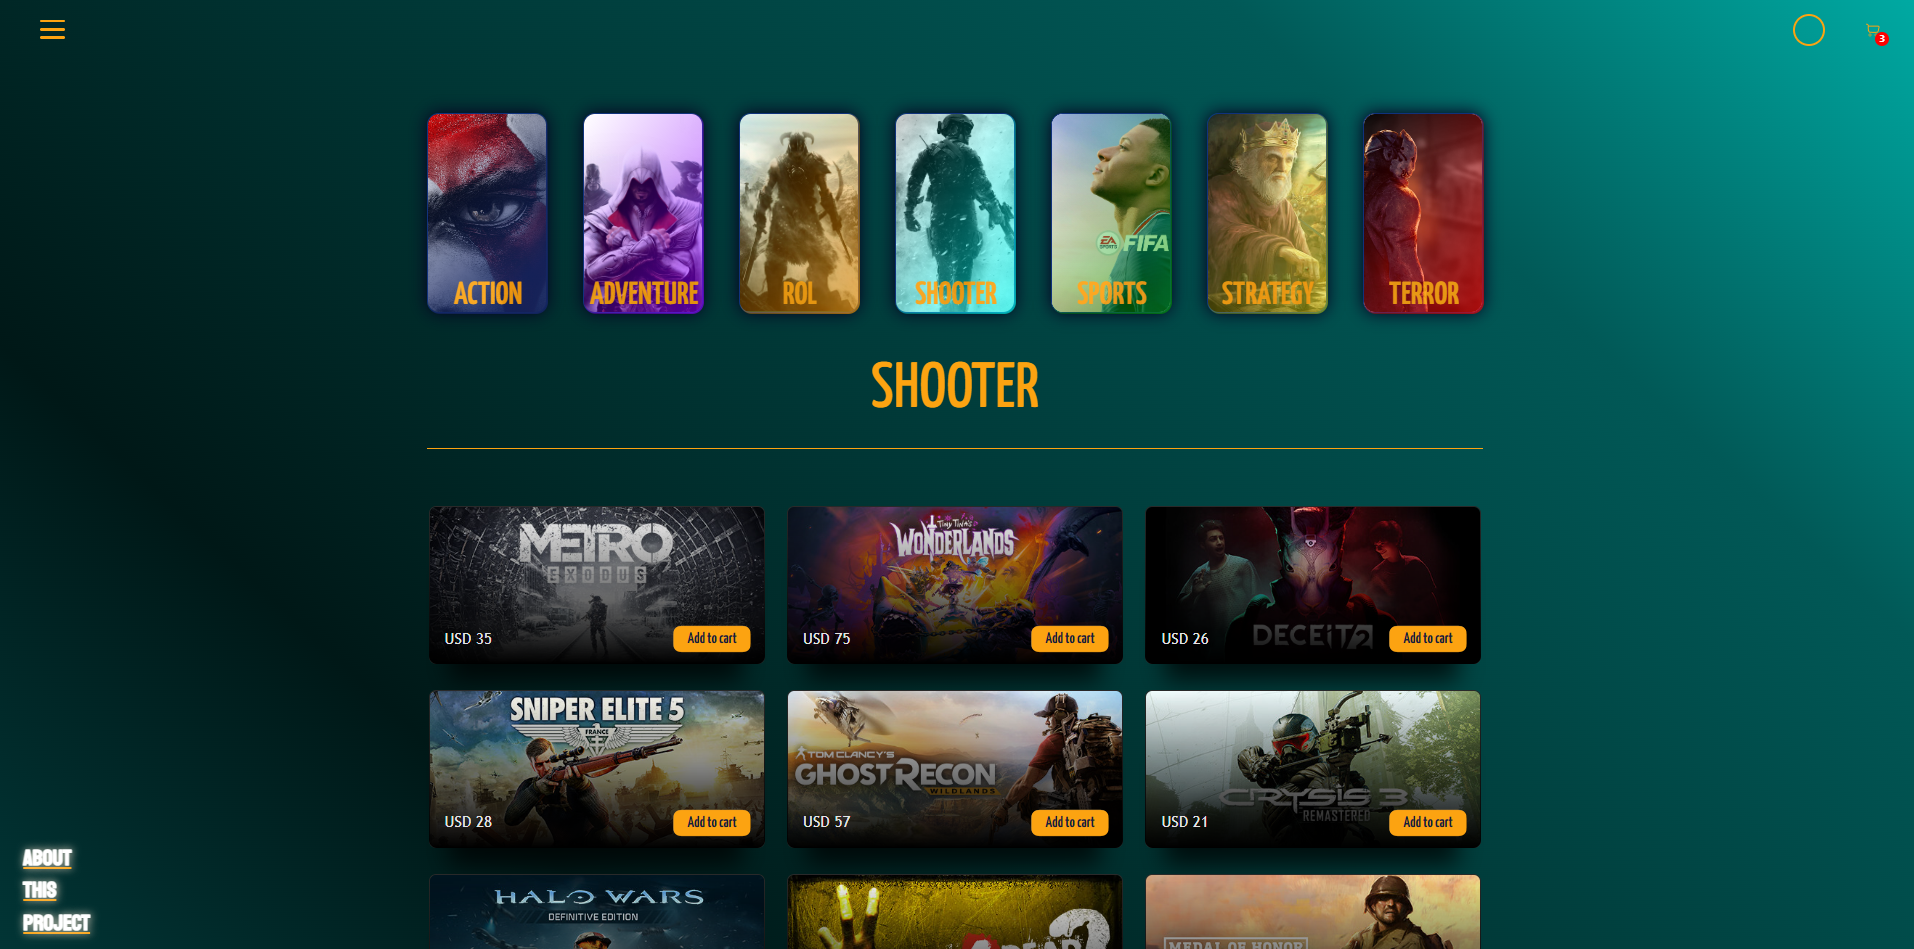 3
EA
SPORTS
FIFA
ACTION
ADVENTURE
ROL
SHOOTER
SPORTS
STRATEGY
TERROR
SHOOTER
METRO
EXODUS
USD 35
Add to cart
TINY TINA'S
WONDERLANDS
USD 75
Add to cart
DECEIT 2
USD 26
Add to cart
SNIPER ELITE 5
FRANCE
USD 28
Add to cart
TOM CLANCY'S
GHOST RECON
WILDLANDS
USD 57
Add to cart
CRYSIS 3
REMASTERED
USD 21
Add to cart
HALO WARS
DEFINITIVE EDITION
MEDAL OF HONOR
ABOUT
THIS
PROJECT